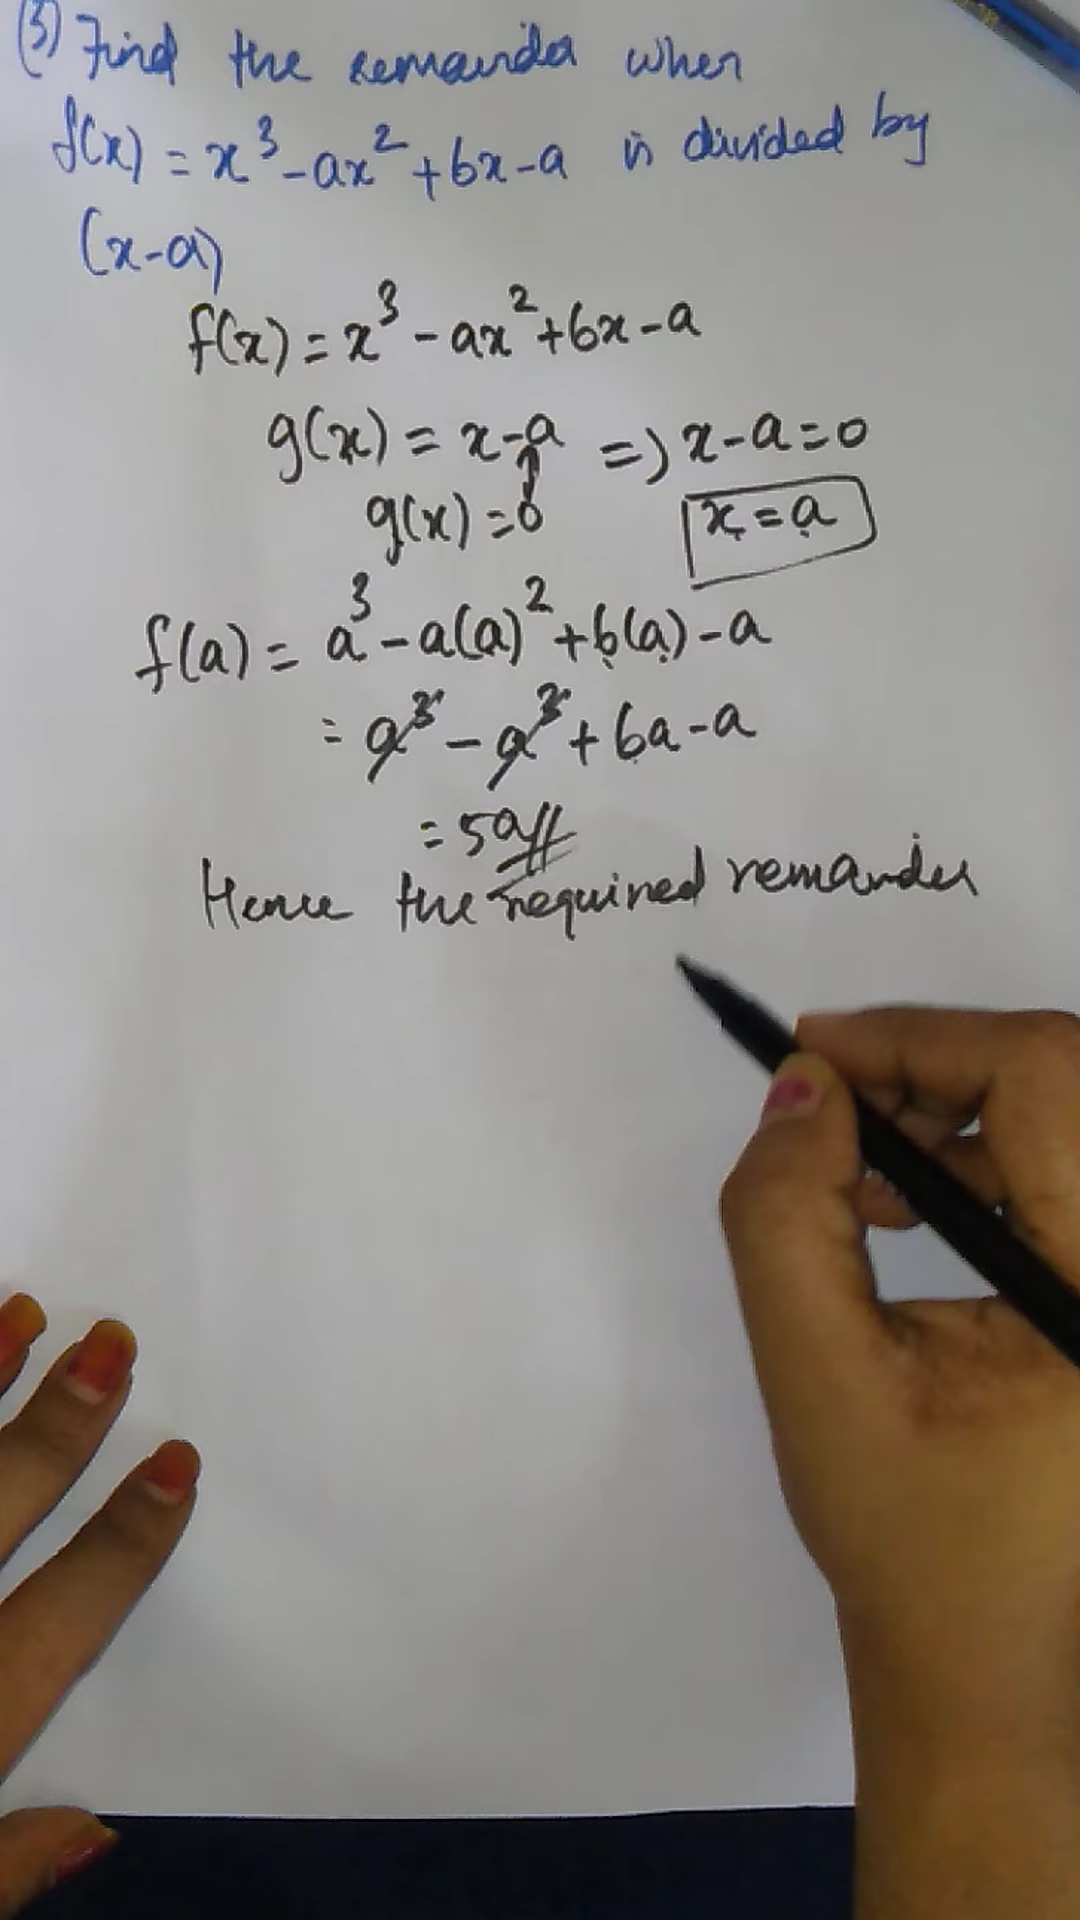 (3) Find the remainder when
f(x) = x³ - ax² + 6x - a is divided by
(x-a)
f(x) = x³ - ax² + 6x - a
g(x) = x-a => x-a=0
g(x) = 0 x = a
f(a) = a³ - a(a)² + 6(a) - a
= a³ - a³ + 6a - a
= 5a//
Hence the required remainder